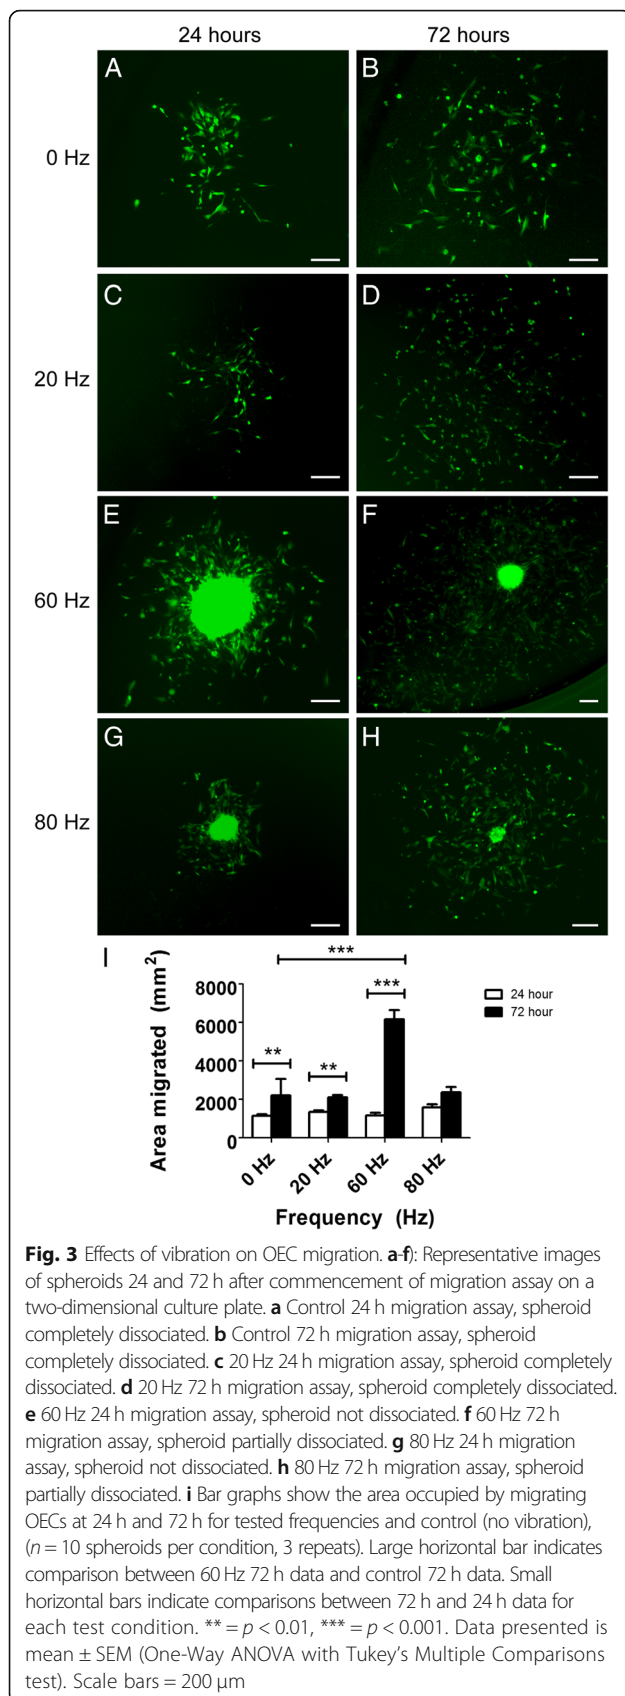 24 hours 72 hours
A B
0 Hz
C D
20 Hz
E F
60 Hz
G H
80 Hz
I
***
Area migrated (mm²)
8000
6000
4000
2000
0
**
**
***
24 hour
72 hour
0 Hz 20 Hz 60 Hz 80 Hz
Frequency (Hz)
Fig. 3 Effects of vibration on OEC migration. a-f): Representative images
of spheroids 24 and 72 h after commencement of migration assay on a
two-dimensional culture plate. a Control 24 h migration assay, spheroid
completely dissociated. b Control 72 h migration assay, spheroid
completely dissociated. c 20 Hz 24 h migration assay, spheroid completely
dissociated. d 20 Hz 72 h migration assay, spheroid completely dissociated.
e 60 Hz 24 h migration assay, spheroid not dissociated. f 60 Hz 72 h
migration assay, spheroid partially dissociated. g 80 Hz 24 h migration
assay, spheroid not dissociated. h 80 Hz 72 h migration assay, spheroid
partially dissociated. i Bar graphs show the area occupied by migrating
OECs at 24 h and 72 h for tested frequencies and control (no vibration),
(n = 10 spheroids per condition, 3 repeats). Large horizontal bar indicates
comparison between 60 Hz 72 h data and control 72 h data. Small
horizontal bars indicate comparisons between 72 h and 24 h data for
each test condition. ** = p < 0.01, *** = p < 0.001. Data presented is
mean ± SEM (One-Way ANOVA with Tukey's Multiple Comparisons
test). Scale bars = 200 μm